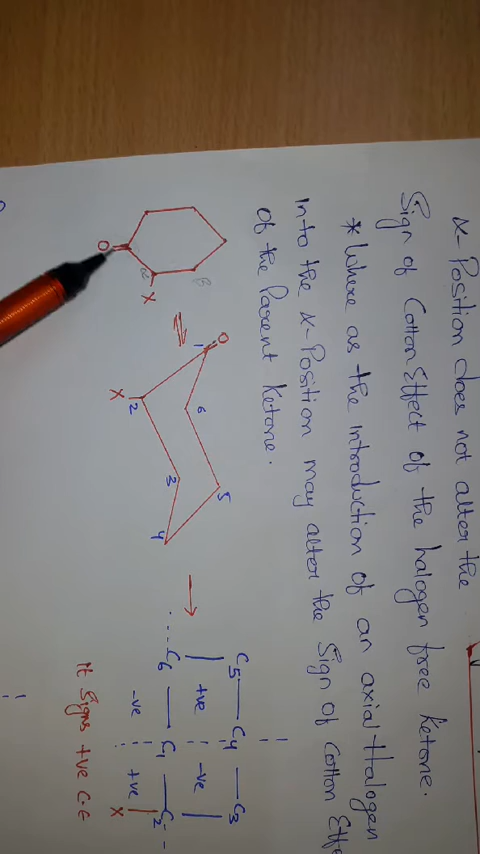 α-Position does not alter the
Sign of Cotton Effect of the halogen free Ketone.
* Where as the introduction of an axial Halogen
into the α-Position may alter the Sign of Cotton Effe
of the Parent Ketone.
O
α
X
β
⇌
O
1
X
2
6
3
5
4
→
C5 — C4 — C3
+ve -ve
C6 — C1 — C2
-ve +ve X
It Signs +ve C.E